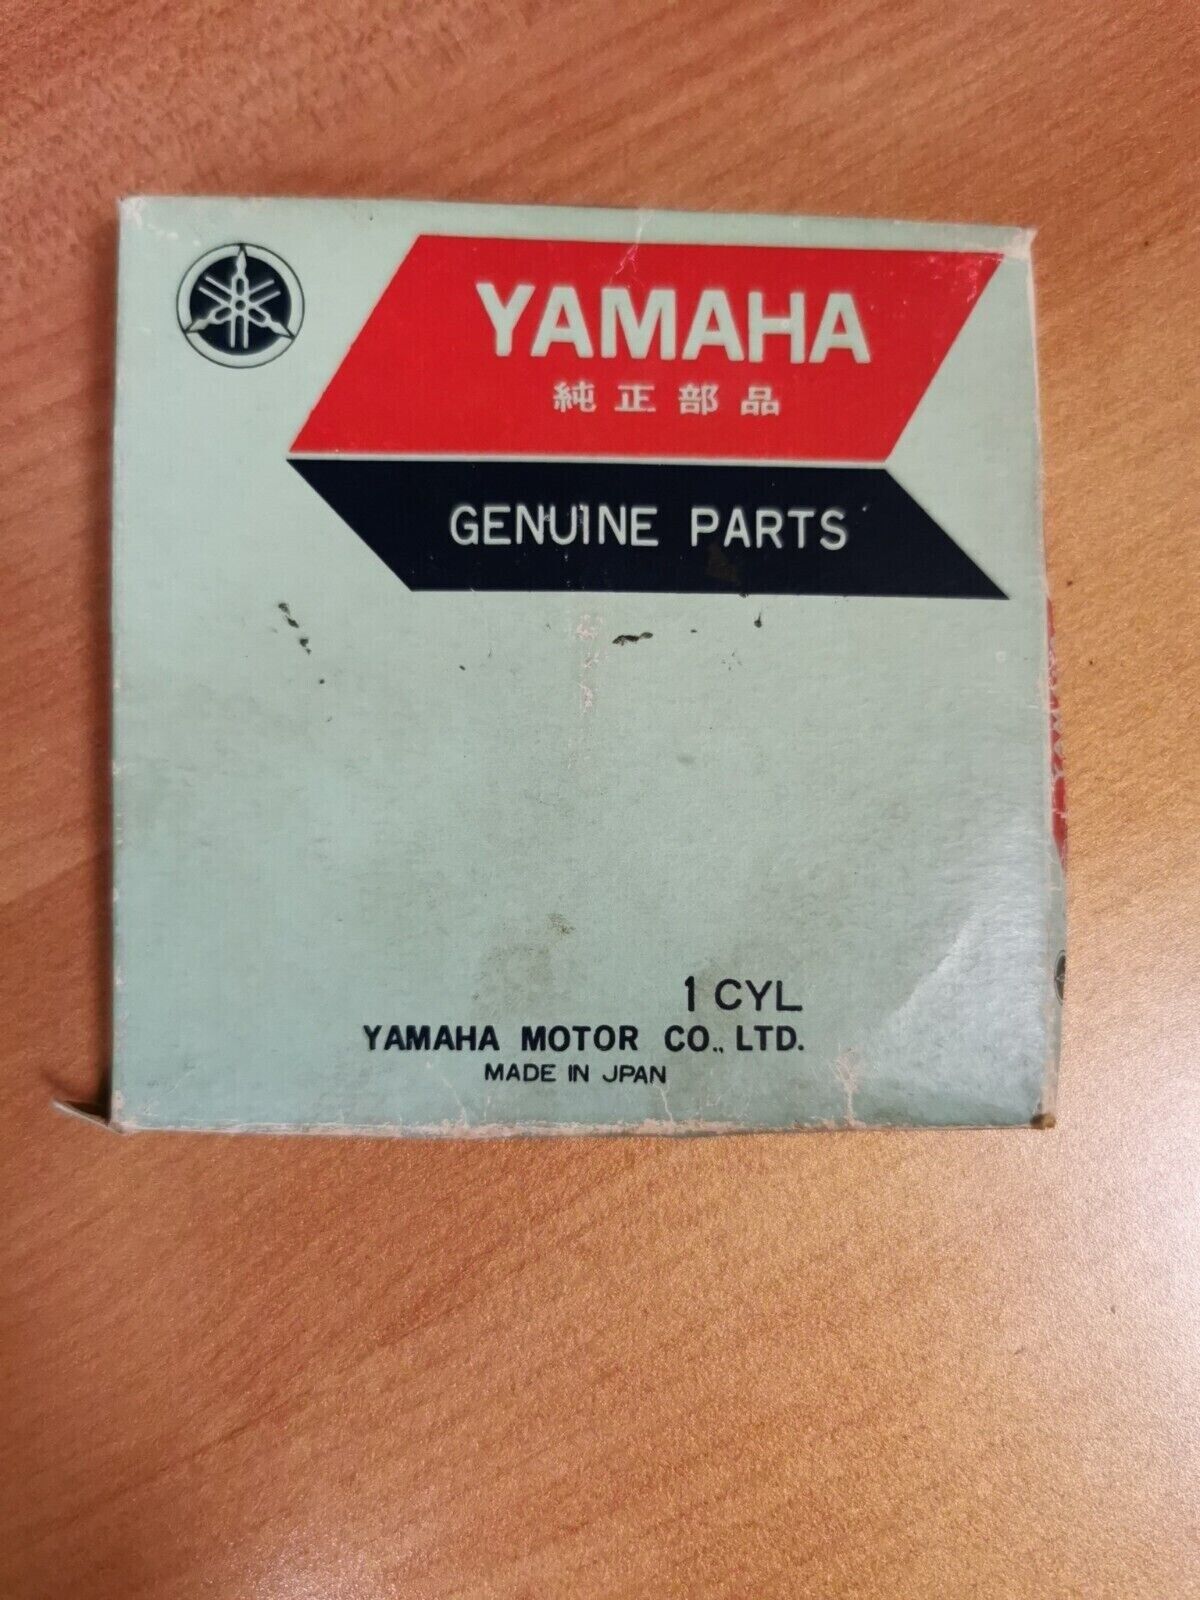 YAMAHA
純正部品
GENUINE PARTS
1 CYL
YAMAHA MOTOR CO., LTD.
MADE IN JPAN